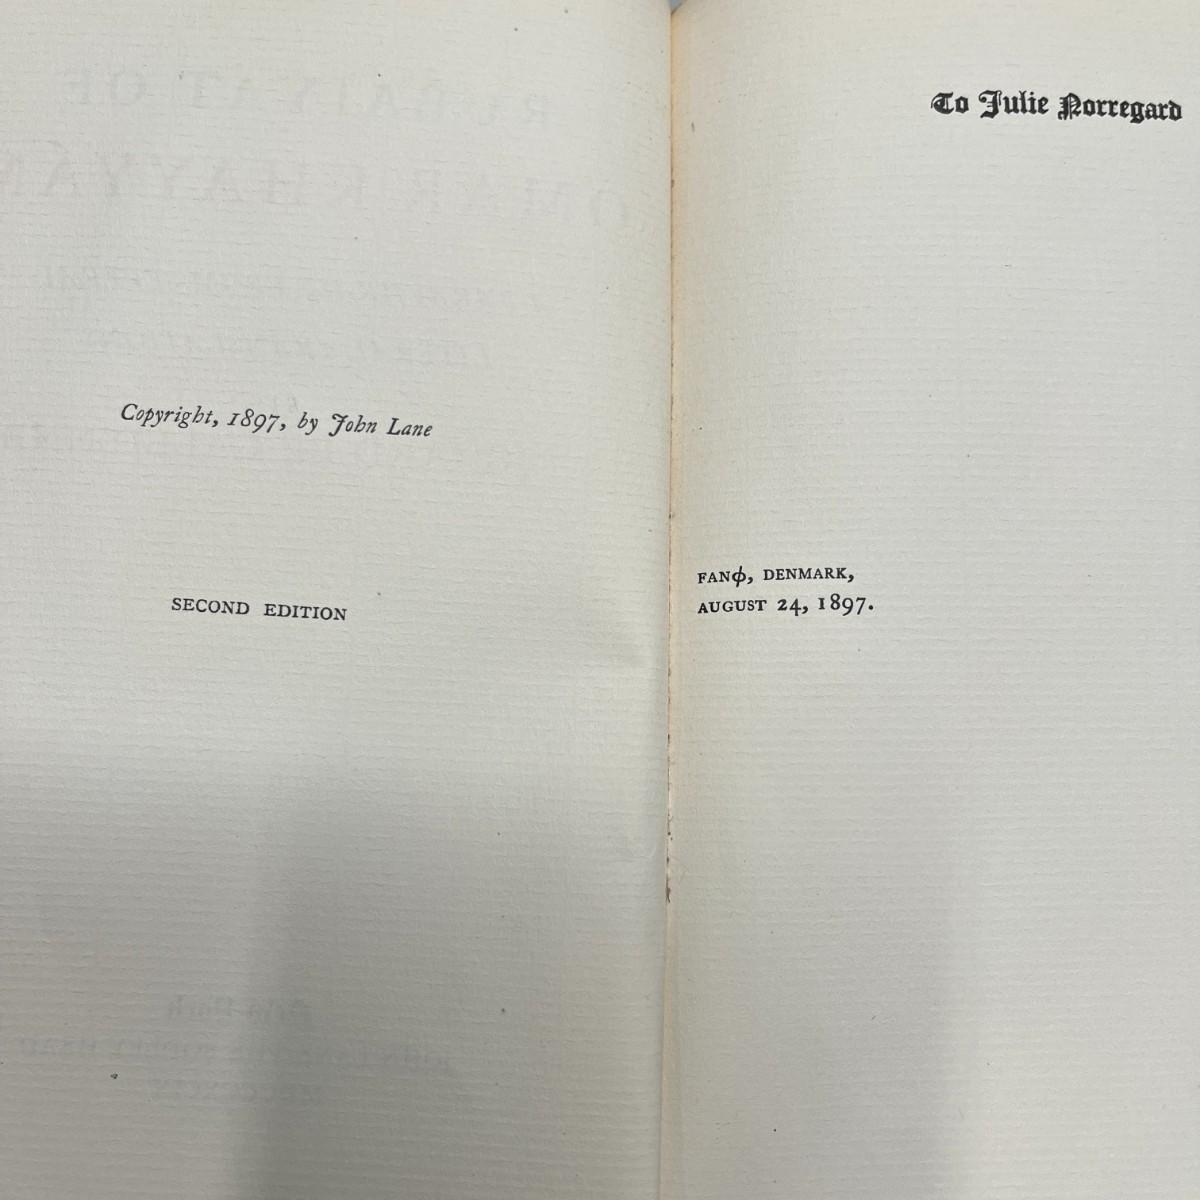 Copyright, 1897, by John Lane
SECOND EDITION
To Julie Norregard
FANϕ, DENMARK,
AUGUST 24, 1897.